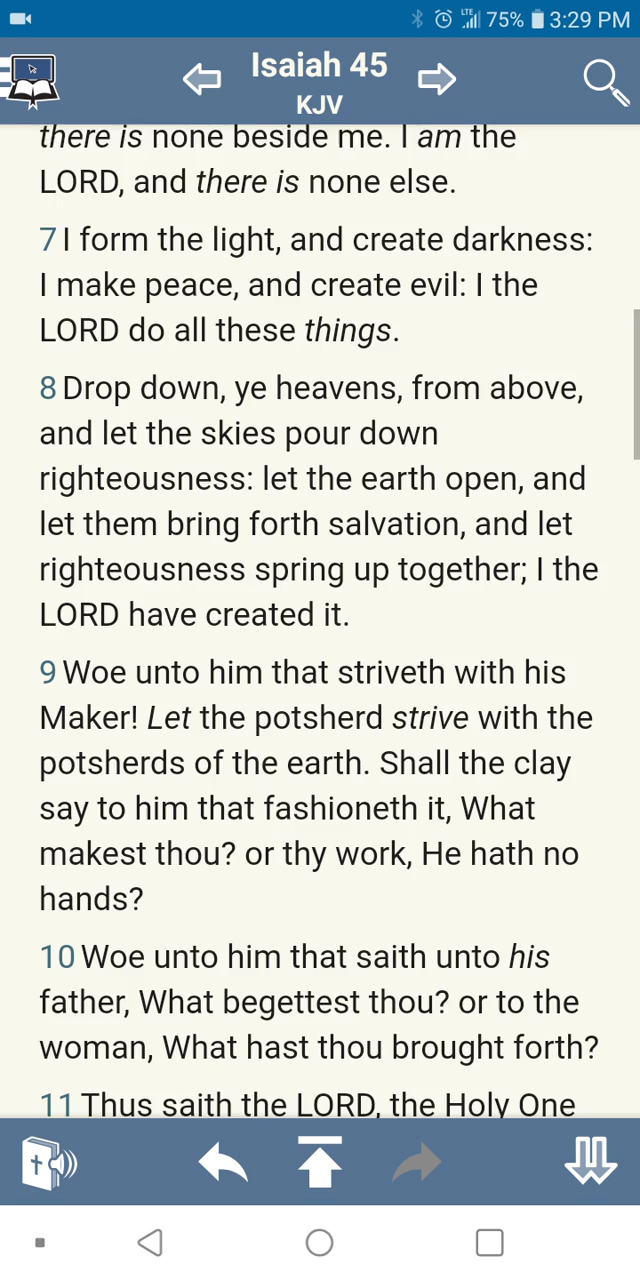 LTE 75% 3:29 PM
Isaiah 45
KJV
there is none beside me. I am the
LORD, and there is none else.
7 I form the light, and create darkness:
I make peace, and create evil: I the
LORD do all these things.
8 Drop down, ye heavens, from above,
and let the skies pour down
righteousness: let the earth open, and
let them bring forth salvation, and let
righteousness spring up together; I the
LORD have created it.
9 Woe unto him that striveth with his
Maker! Let the potsherd strive with the
potsherds of the earth. Shall the clay
say to him that fashioneth it, What
makest thou? or thy work, He hath no
hands?
10 Woe unto him that saith unto his
father, What begettest thou? or to the
woman, What hast thou brought forth?
11 Thus saith the LORD, the Holy One